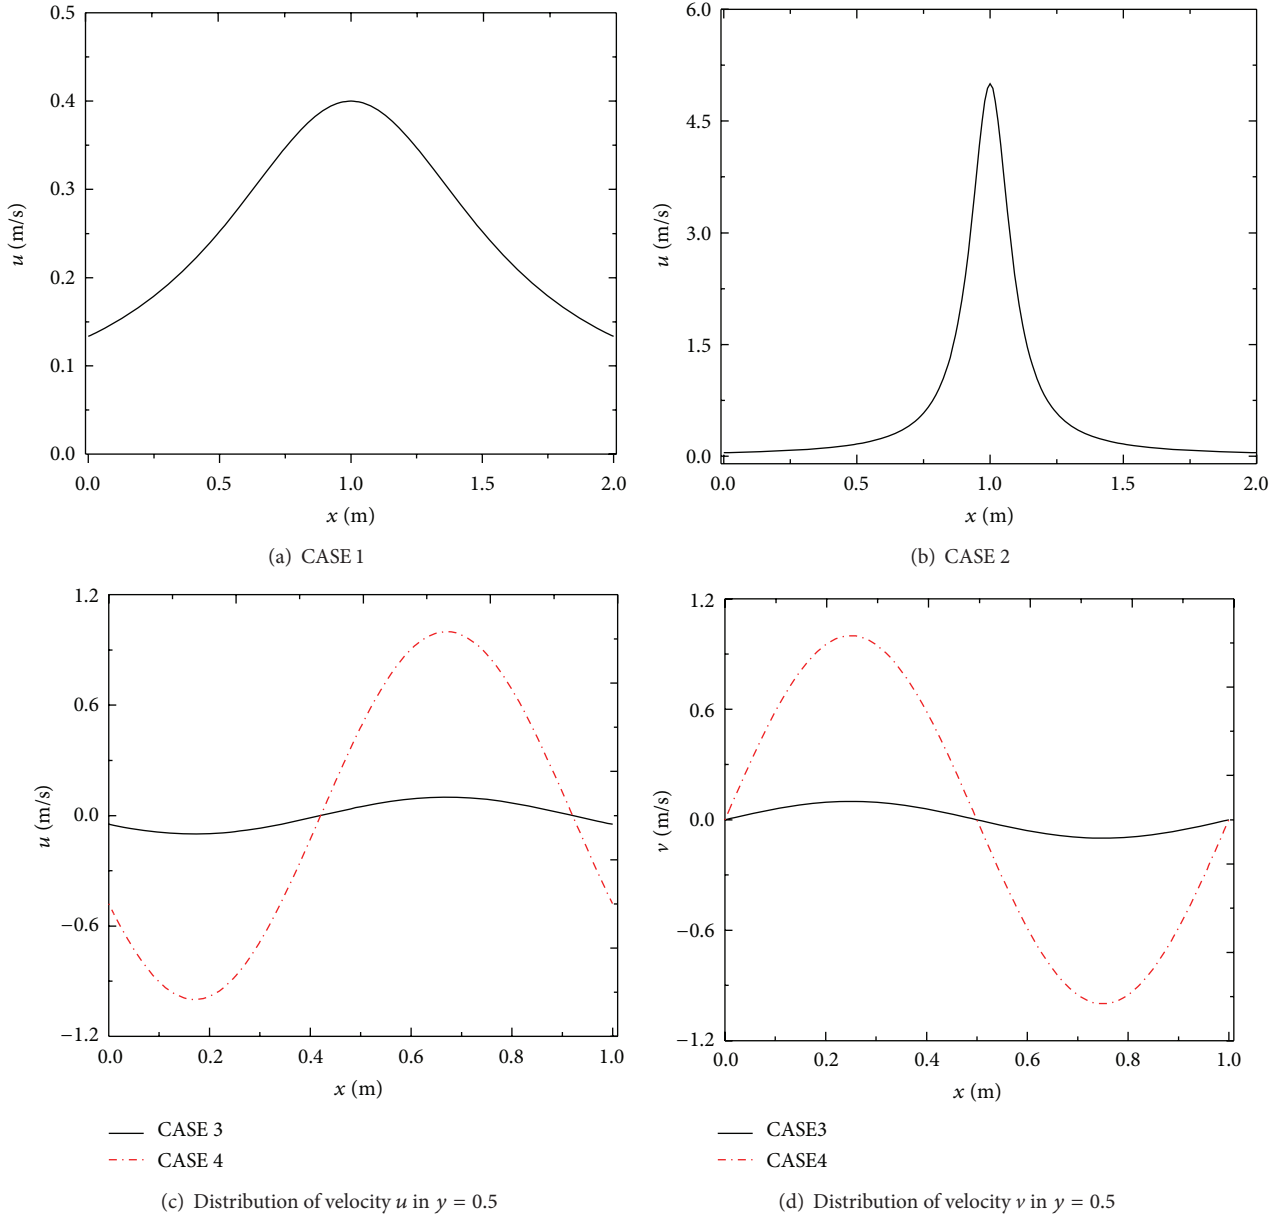 0.5
0.4
0.3
0.2
0.1
0.0
u (m/s)
0.0 0.5 1.0 1.5 2.0
x (m)
(a) CASE 1
6.0
4.5
3.0
1.5
0.0
u (m/s)
0.0 0.5 1.0 1.5 2.0
x (m)
(b) CASE 2
1.2
0.6
0.0
−0.6
−1.2
u (m/s)
0.0 0.2 0.4 0.6 0.8 1.0
x (m)
CASE 3
CASE 4
(c) Distribution of velocity u in y = 0.5
1.2
0.6
0.0
−0.6
−1.2
v (m/s)
0.0 0.2 0.4 0.6 0.8 1.0
x (m)
CASE3
CASE4
(d) Distribution of velocity v in y = 0.5